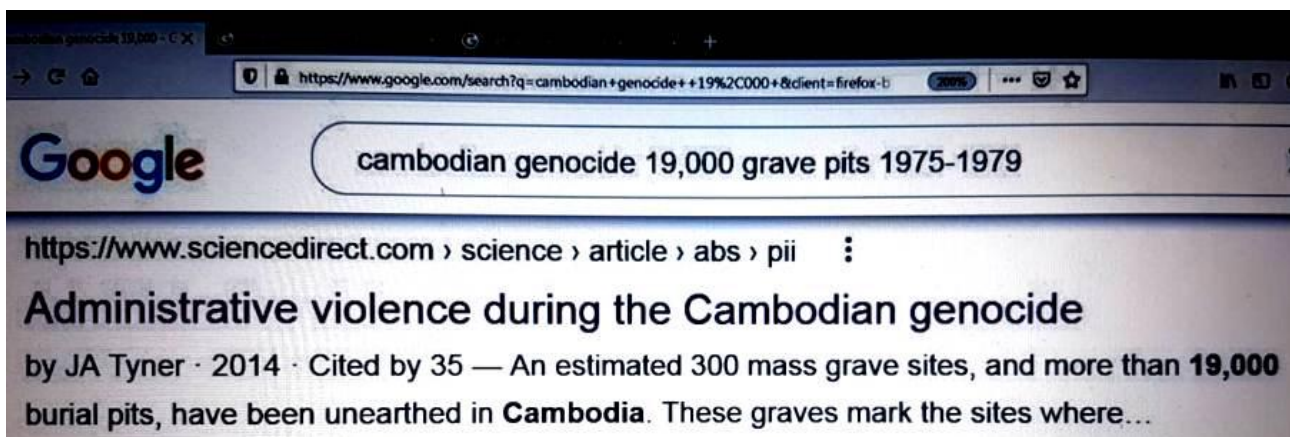 https://www.google.com/search?q=cambodian+genocide++19%2C000+&client=firefox-b 200%
Google cambodian genocide 19,000 grave pits 1975-1979
https://www.sciencedirect.com › science › article › abs › pii
Administrative violence during the Cambodian genocide
by JA Tyner · 2014 · Cited by 35 — An estimated 300 mass grave sites, and more than 19,000
burial pits, have been unearthed in Cambodia. These graves mark the sites where...